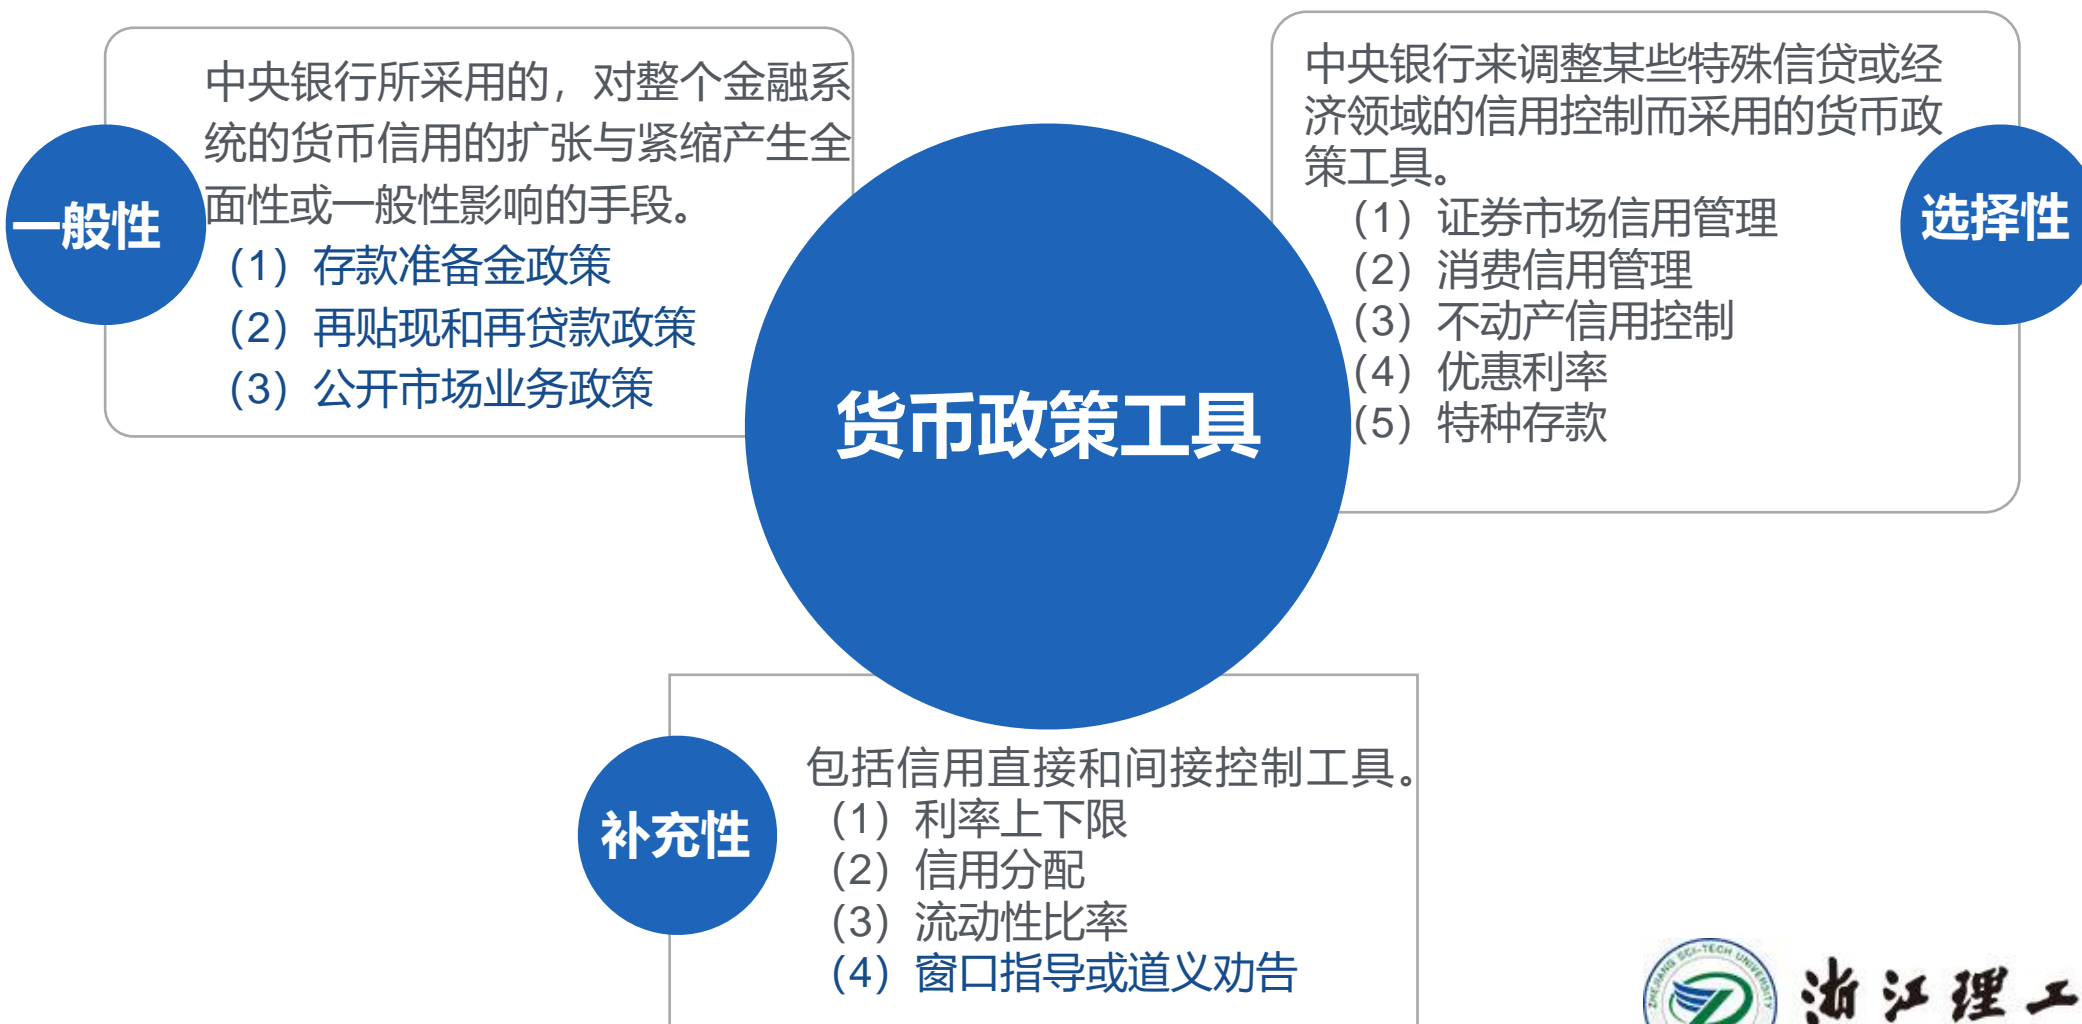 中央银行所采用的，对整个金融系
统的货币信用的扩张与紧缩产生全
面性或一般性影响的手段。
（1）存款准备金政策
（2）再贴现和再贷款政策
（3）公开市场业务政策
一般性
中央银行来调整某些特殊信贷或经
济领域的信用控制而采用的货币政
策工具。
（1）证券市场信用管理
（2）消费信用管理
（3）不动产信用控制
（4）优惠利率
（5）特种存款
选择性
货币政策工具
包括信用直接和间接控制工具。
（1）利率上下限
（2）信用分配
（3）流动性比率
（4）窗口指导或道义劝告
补充性
ZHEJIANG SCI-TECH UNIVERSITY
浙江理工